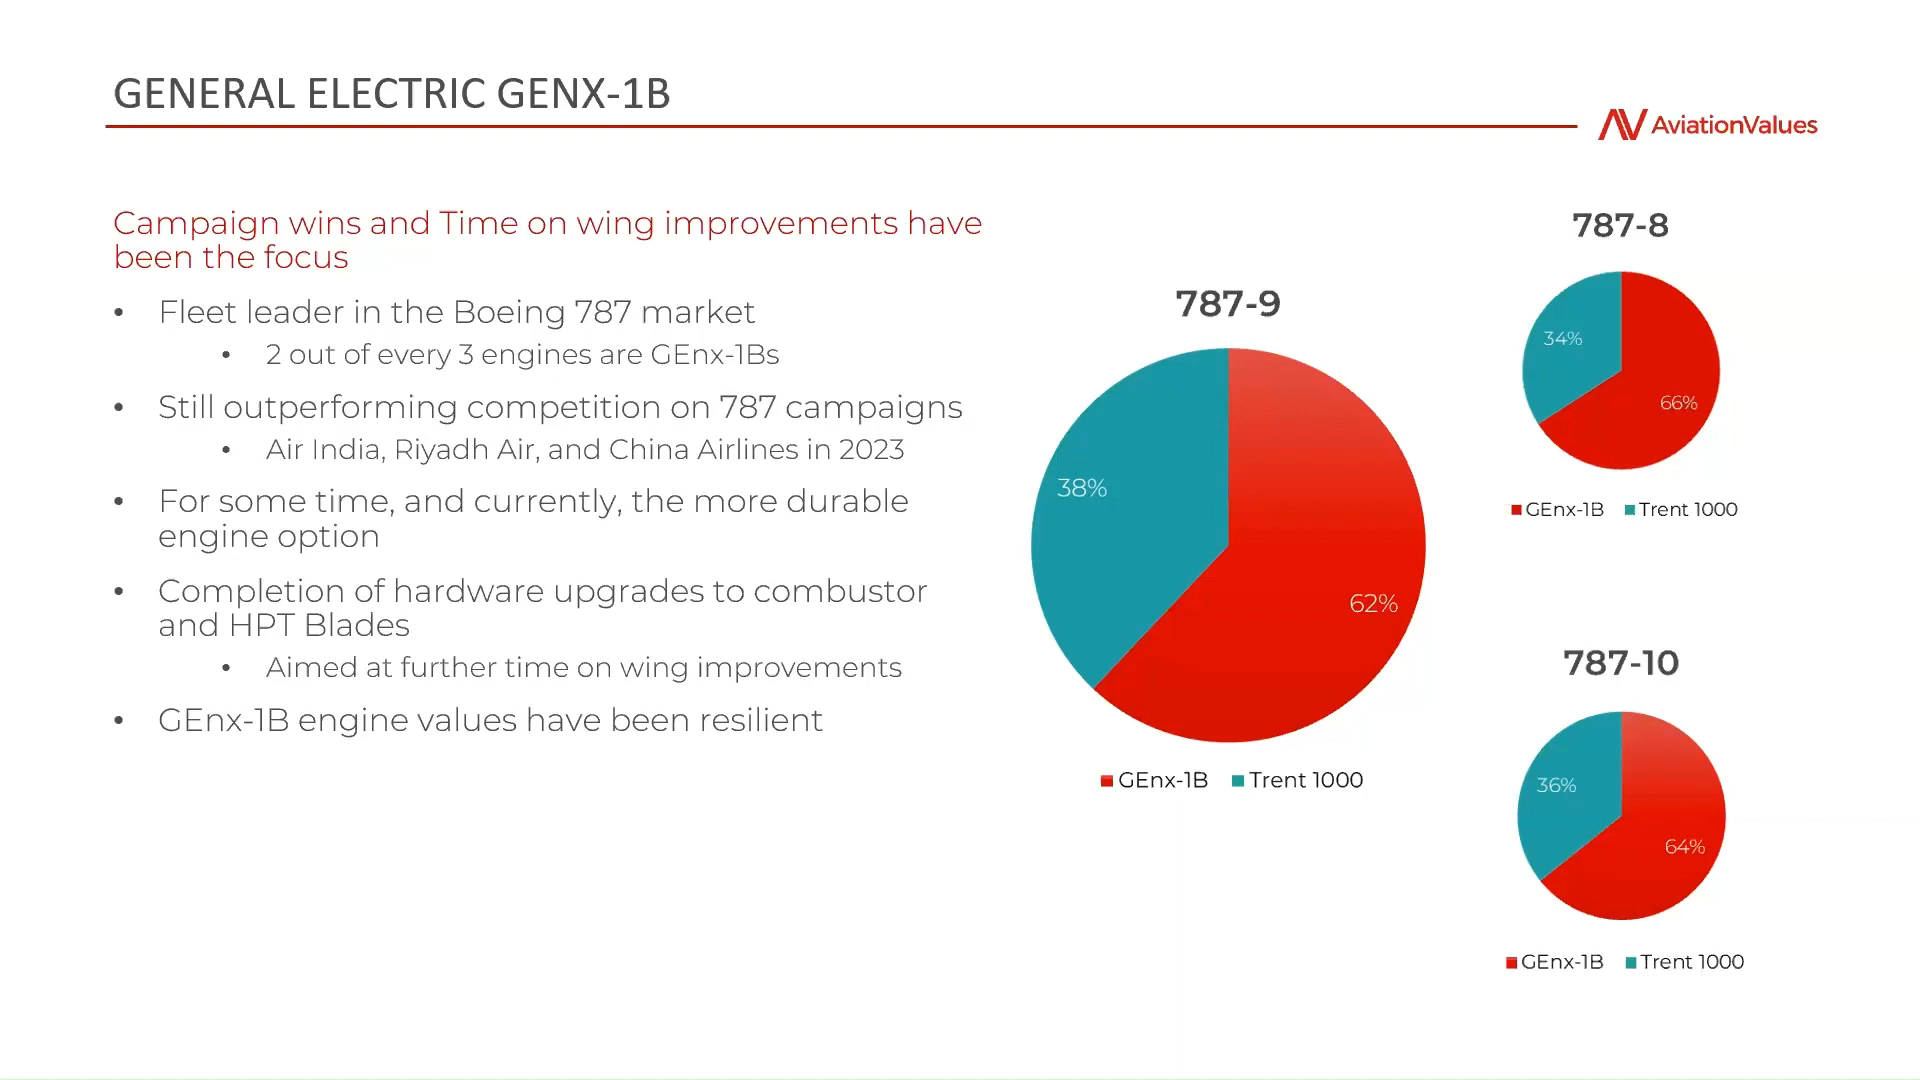 GENERAL ELECTRIC GENX-1B
AviationValues
Campaign wins and Time on wing improvements have
been the focus
• Fleet leader in the Boeing 787 market
• 2 out of every 3 engines are GEnx-1Bs
• Still outperforming competition on 787 campaigns
• Air India, Riyadh Air, and China Airlines in 2023
• For some time, and currently, the more durable
engine option
• Completion of hardware upgrades to combustor
and HPT Blades
• Aimed at further time on wing improvements
• GEnx-1B engine values have been resilient
787-9
38%
62%
GEnx-1B Trent 1000
787-8
34%
66%
GEnx-1B Trent 1000
787-10
36%
64%
GEnx-1B Trent 1000